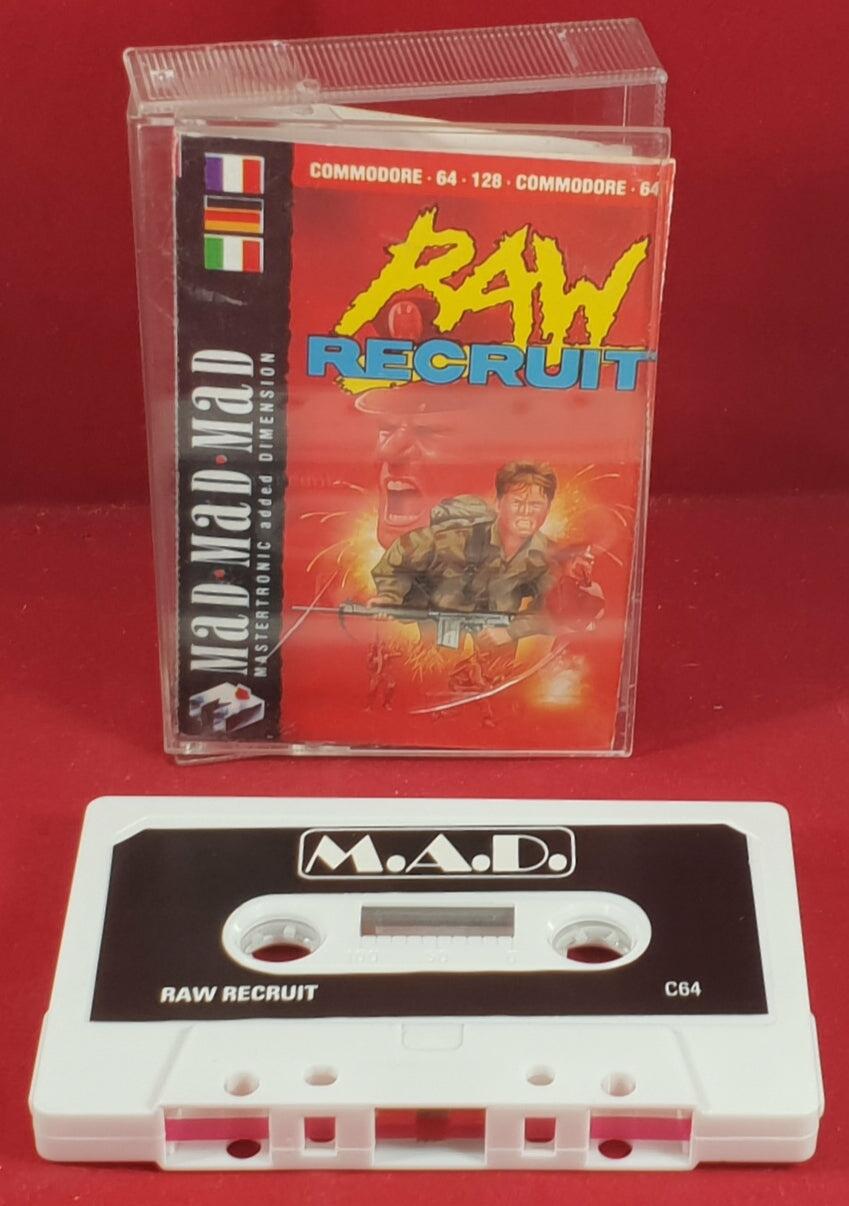 COMMODORE · 64 · 128 · COMMODORE · 64
RAW
RECRUIT
MaD·MaD·MaD
MASTERTRONIC added DIMENSION
M.A.D.
100 50 0
RAW RECRUIT
C64